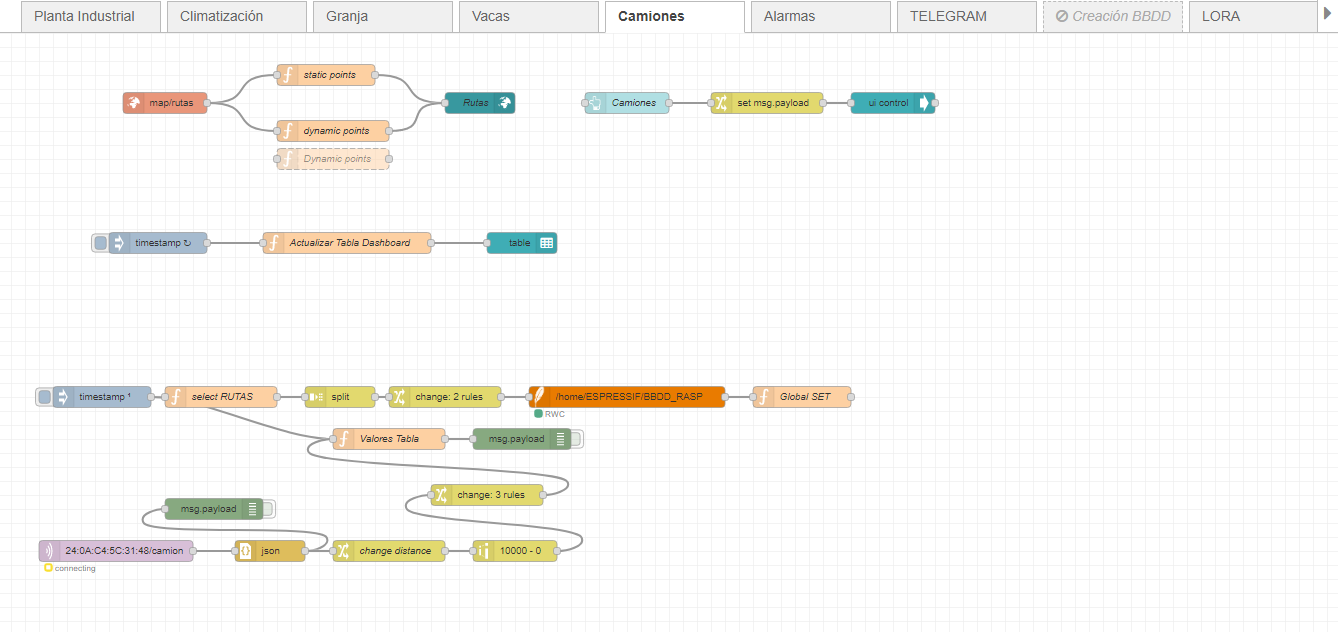 Planta Industrial
Climatización
Granja
Vacas
Camiones
Alarmas
TELEGRAM
Creación BBDD
LORA
static points
map/rutas
Rutas
Camiones
set msg.payload
ui control
dynamic points
Dynamic points
timestamp ↻
Actualizar Tabla Dashboard
table
timestamp ¹
select RUTAS
split
change: 2 rules
/home/ESPRESSIF/BBDD_RASP
Global SET
RWC
Valores Tabla
msg.payload
change: 3 rules
msg.payload
24:0A:C4:5C:31:48/camion
json
change distance
10000 - 0
connecting